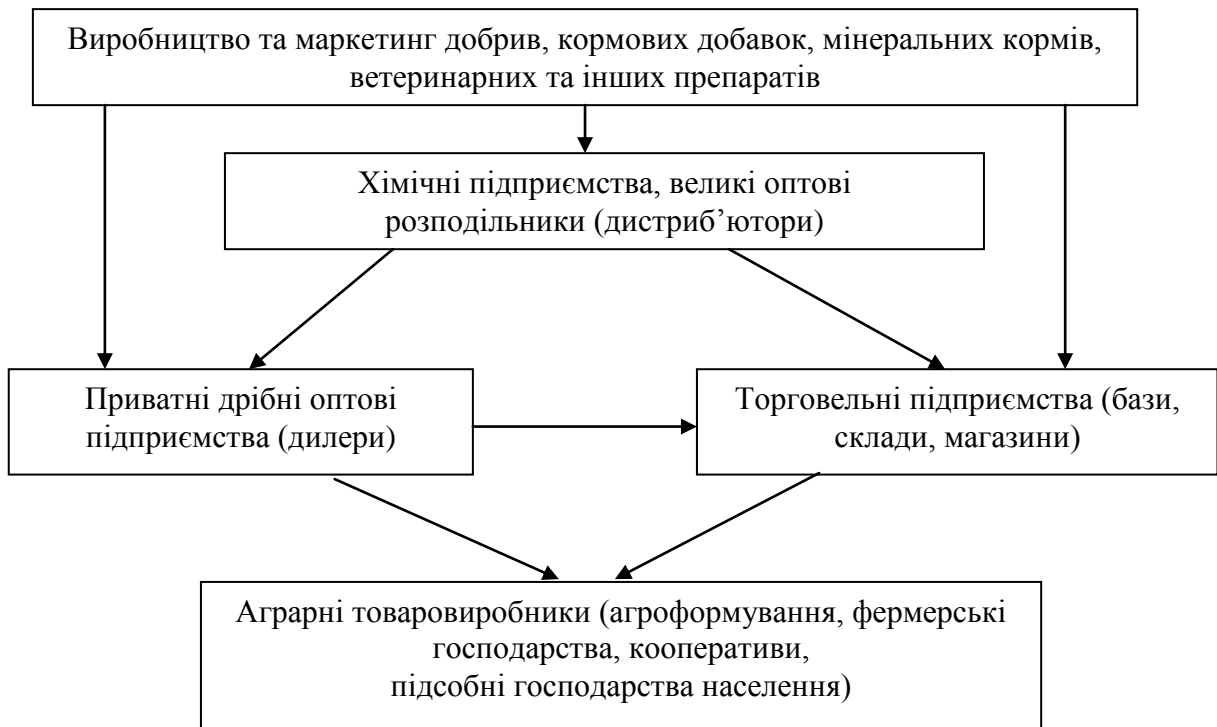 Виробництво та маркетинг добрив, кормових добавок, мінеральних кормів,
ветеринарних та інших препаратів
Хімічні підприємства, великі оптові
розподільники (дистриб’ютори)
Приватні дрібні оптові
підприємства (дилери)
Торговельні підприємства (бази,
склади, магазини)
Аграрні товаровиробники (агроформування, фермерські
господарства, кооперативи,
підсобні господарства населення)